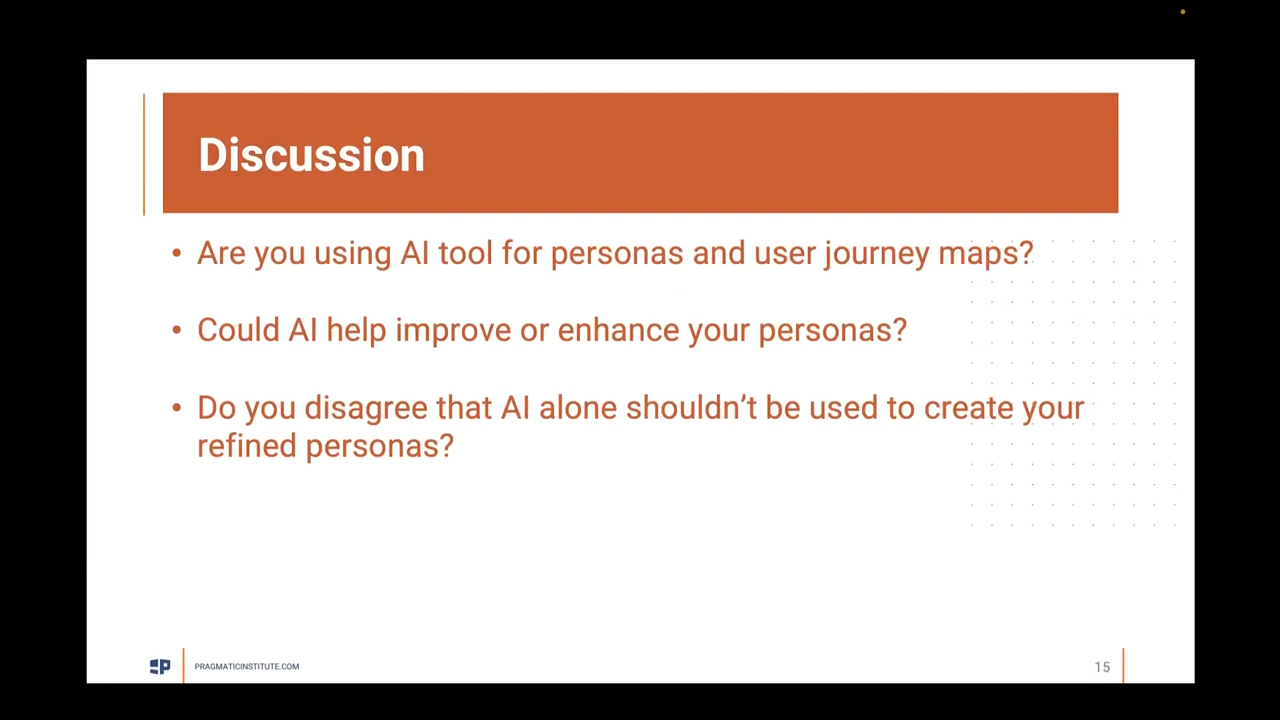 Discussion
• Are you using AI tool for personas and user journey maps?
• Could AI help improve or enhance your personas?
• Do you disagree that AI alone shouldn’t be used to create your
refined personas?
PRAGMATICINSTITUTE.COM
15